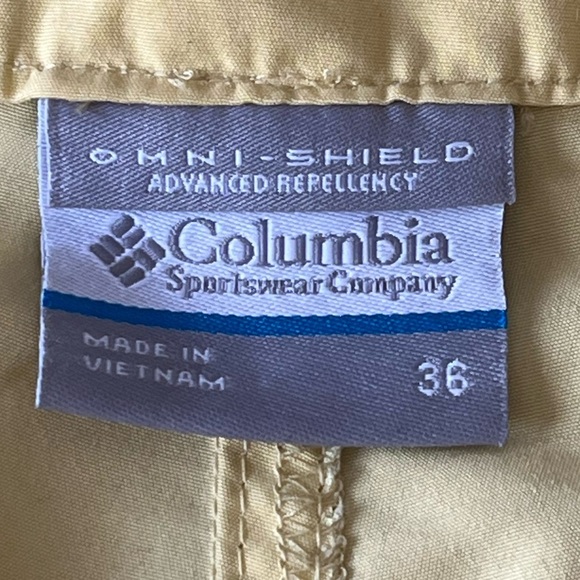 OMNI-SHIELD
ADVANCED REPELLENCY
Columbia
Sportswear Company
MADE IN
VIETNAM
36